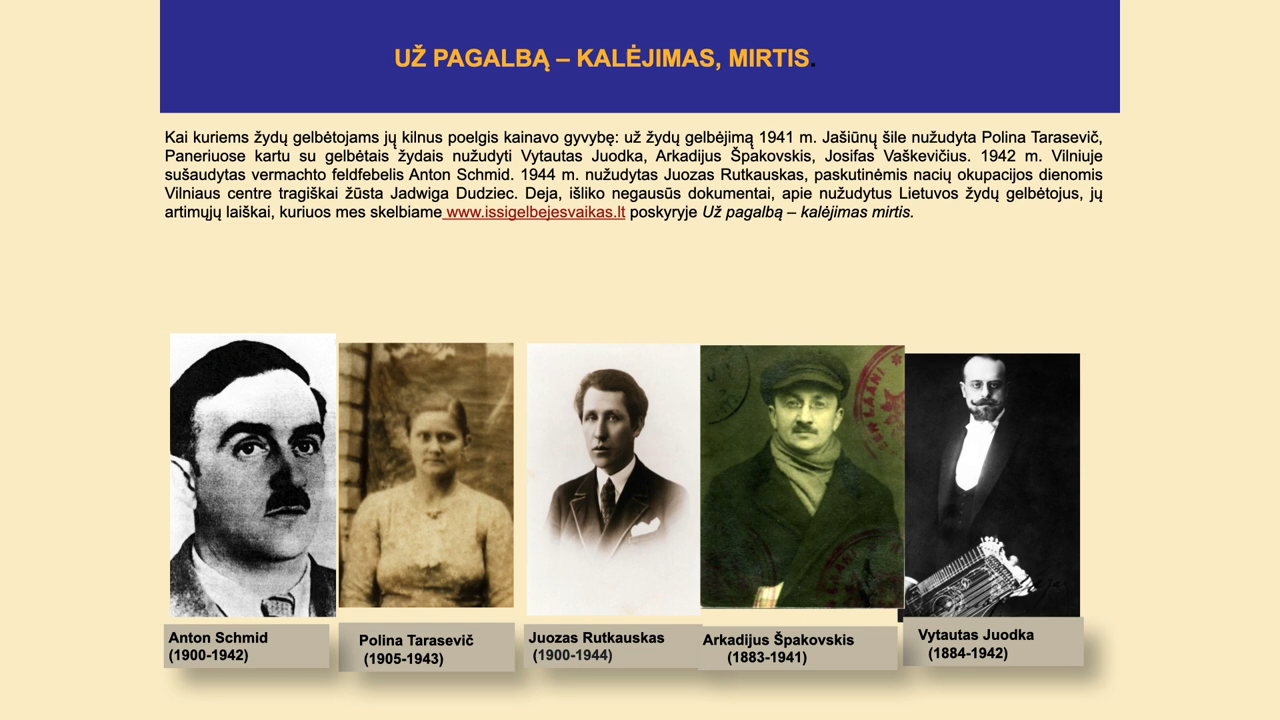 UŽ PAGALBĄ – KALĖJIMAS, MIRTIS.
Kai kuriems žydų gelbėtojams jų kilnus poelgis kainavo gyvybę: už žydų gelbėjimą 1941 m. Jašiūnų šile nužudyta Polina Tarasevič,
Paneriuose kartu su gelbėtais žydais nužudyti Vytautas Juodka, Arkadijus Špakovskis, Josifas Vaškevičius. 1942 m. Vilniuje
sušaudytas vermachto feldfebelis Anton Schmid. 1944 m. nužudytas Juozas Rutkauskas, paskutinėmis nacių okupacijos dienomis
Vilniaus centre tragiškai žūsta Jadwiga Dudziec. Deja, išliko negausūs dokumentai, apie nužudytus Lietuvos žydų gelbėtojus, jų
artimųjų laiškai, kuriuos mes skelbiame www.issigelbejesvaikas.lt poskyryje Už pagalbą – kalėjimas mirtis.
Anton Schmid
(1900-1942)
Polina Tarasevič
(1905-1943)
Juozas Rutkauskas
(1900-1944)
Arkadijus Špakovskis
(1883-1941)
Vytautas Juodka
(1884-1942)